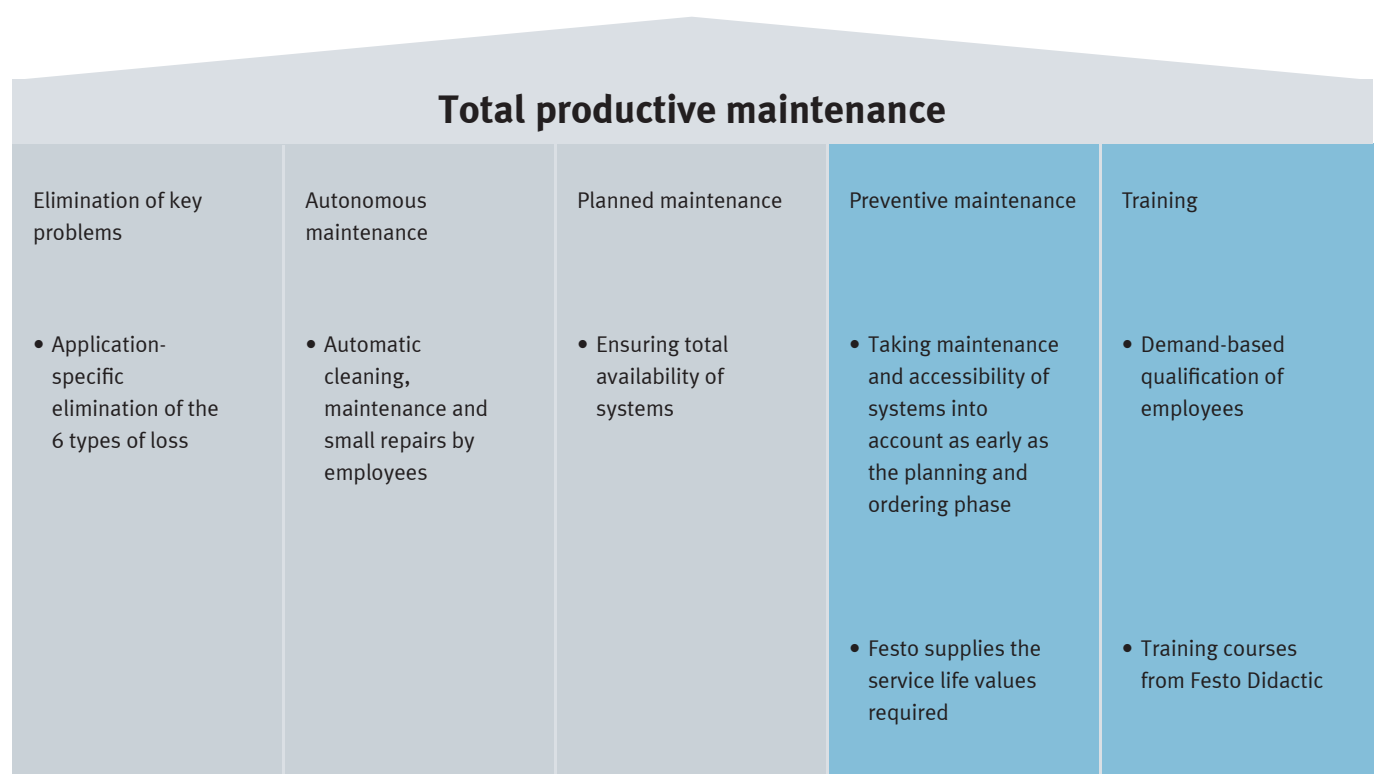 Total productive maintenance
Elimination of key
problems
• Application-
specific
elimination of the
6 types of loss
Autonomous
maintenance
• Automatic
cleaning,
maintenance and
small repairs by
employees
Planned maintenance
• Ensuring total
availability of
systems
Preventive maintenance
• Taking maintenance
and accessibility of
systems into
account as early as
the planning and
ordering phase
• Festo supplies the
service life values
required
Training
• Demand-based
qualification of
employees
• Training courses
from Festo Didactic